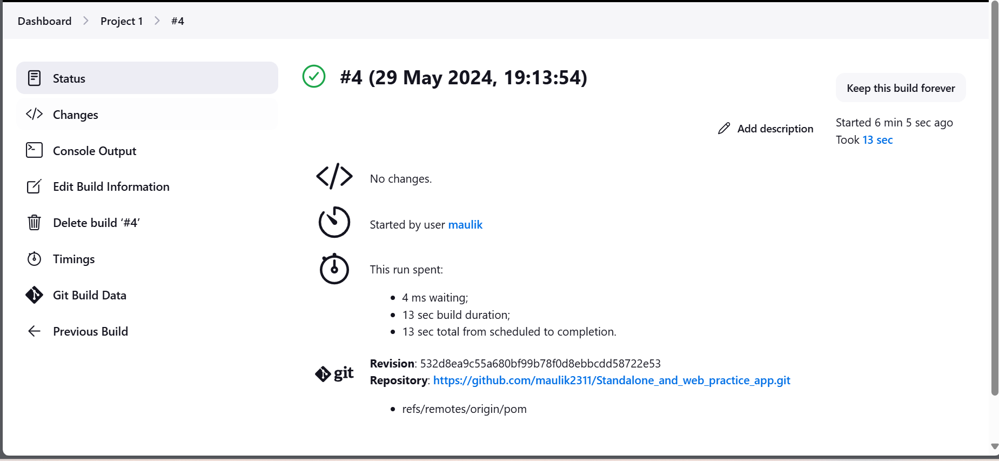 Dashboard > Project 1 > #4
Status
Changes
Console Output
Edit Build Information
Delete build ‘#4’
Timings
Git Build Data
Previous Build
#4 (29 May 2024, 19:13:54)
Keep this build forever
Add description
Started 6 min 5 sec ago
Took 13 sec
No changes.
Started by user maulik
This run spent:
• 4 ms waiting;
• 13 sec build duration;
• 13 sec total from scheduled to completion.
git
Revision: 532d8ea9c55a680bf99b78f0d8ebbcdd58722e53
Repository: https://github.com/maulik2311/Standalone_and_web_practice_app.git
• refs/remotes/origin/pom